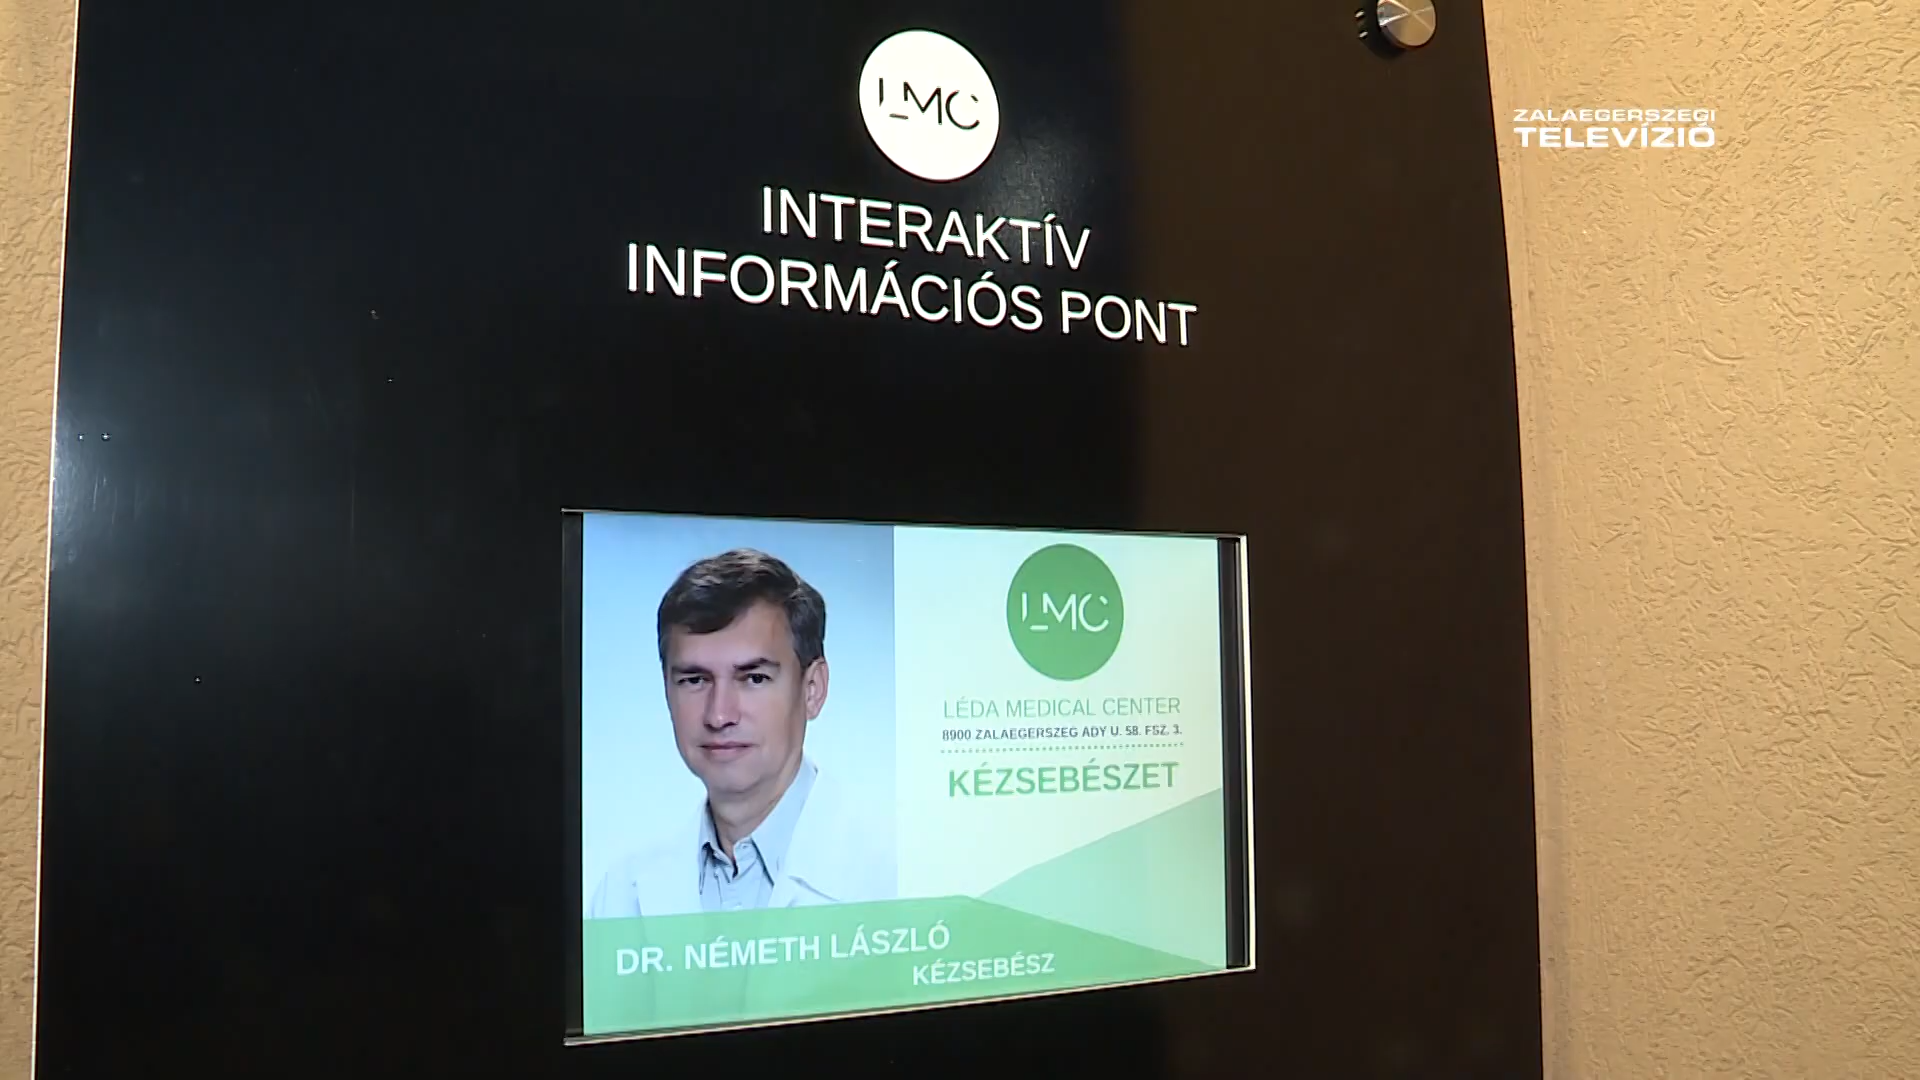 LMC
ZALAEGERSZEGI
TELEVÍZIÓ
INTERAKTÍV
INFORMÁCIÓS PONT
LMC
LÉDA MEDICAL CENTER
8900 ZALAEGERSZEG ADY U. 58. FSZ. 3.
KÉZSEBÉSZET
DR. NÉMETH LÁSZLÓ
KÉZSEBÉSZ